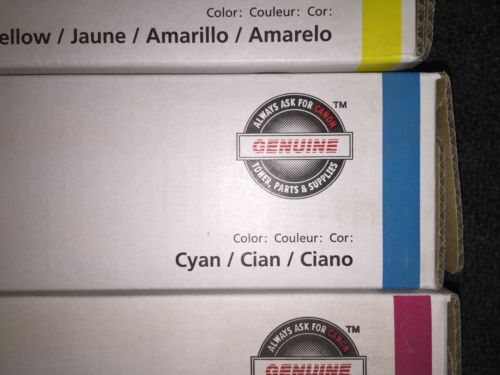 Color: Couleur: Cor:
ellow / Jaune / Amarillo / Amarelo
ALWAYS ASK FOR CANON
TM
GENUINE
TONER, PARTS & SUPPLIES
Color: Couleur: Cor:
Cyan / Cian / Ciano
ALWAYS ASK FOR CANON
TM
GENUINE